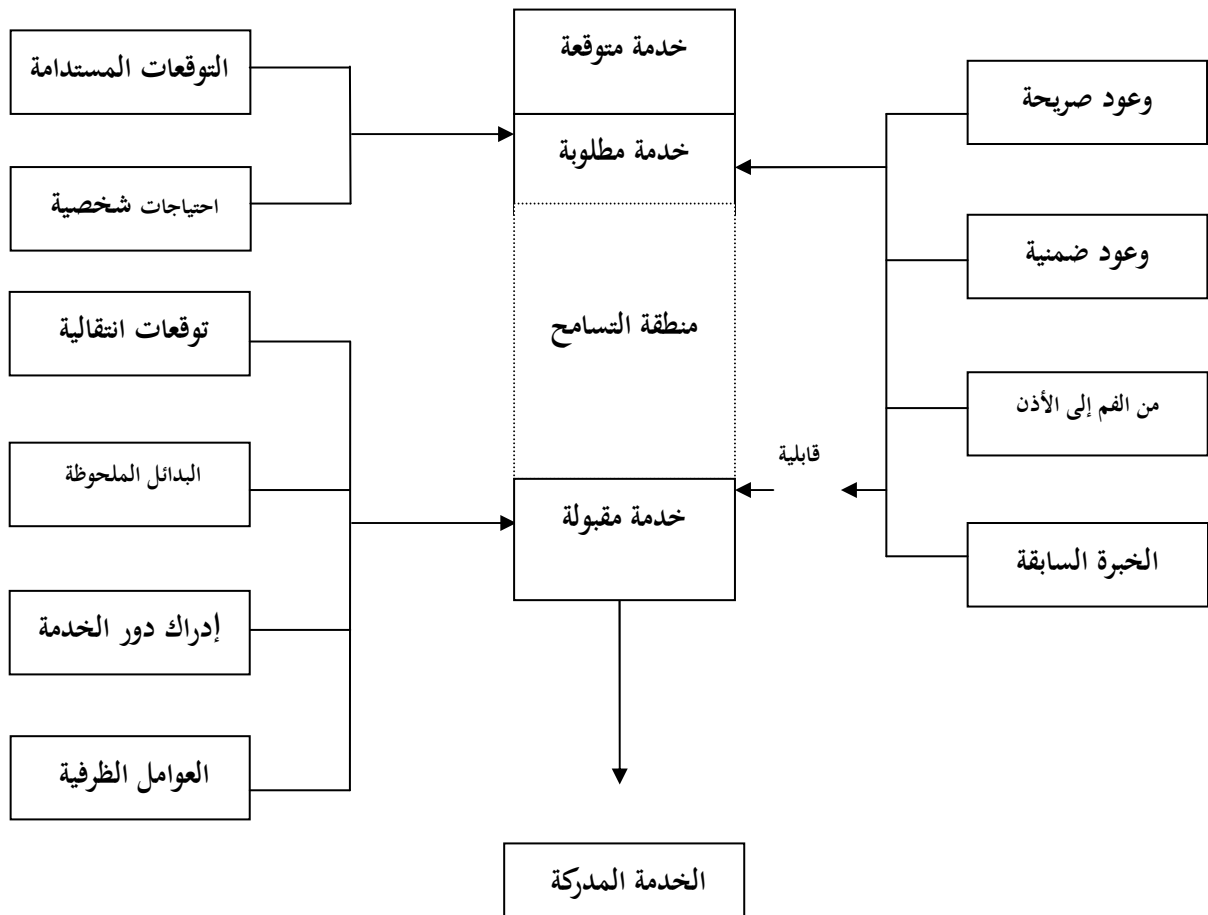 خدمة متوقعة
خدمة مطلوبة
منطقة التسامح
خدمة مقبولة
الخدمة المدركة
وعود صريحة
وعود ضمنية
من الفم إلى الأذن
الخبرة السابقة
قابلية
التوقعات المستدامة
احتياجات شخصية
توقعات انتقالية
البدائل الملحوظة
إدراك دور الخدمة
العوامل الظرفية